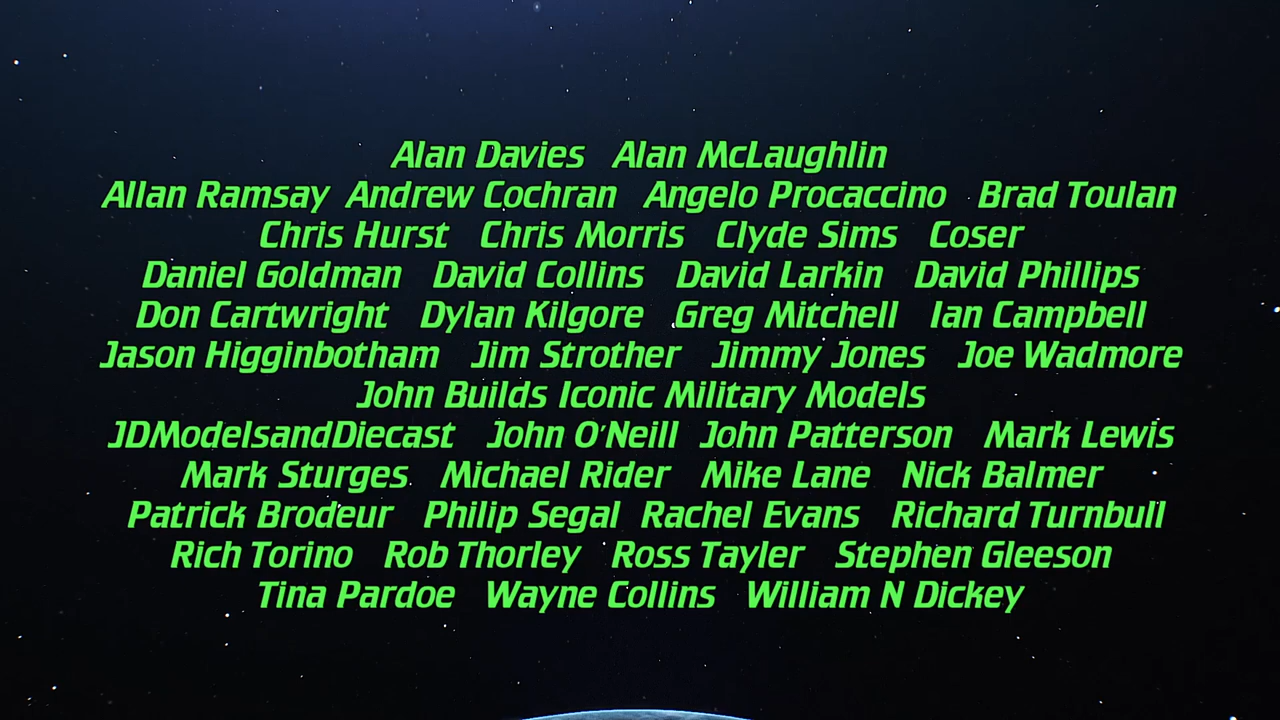 Alan Davies Alan McLaughlin
Allan Ramsay Andrew Cochran Angelo Procaccino Brad Toulan
Chris Hurst Chris Morris Clyde Sims Coser
Daniel Goldman David Collins David Larkin David Phillips
Don Cartwright Dylan Kilgore Greg Mitchell Ian Campbell
Jason Higginbotham Jim Strother Jimmy Jones Joe Wadmore
John Builds Iconic Military Models
JDModelsandDiecast John O'Neill John Patterson Mark Lewis
Mark Sturges Michael Rider Mike Lane Nick Balmer
Patrick Brodeur Philip Segal Rachel Evans Richard Turnbull
Rich Torino Rob Thorley Ross Tayler Stephen Gleeson
Tina Pardoe Wayne Collins William N Dickey